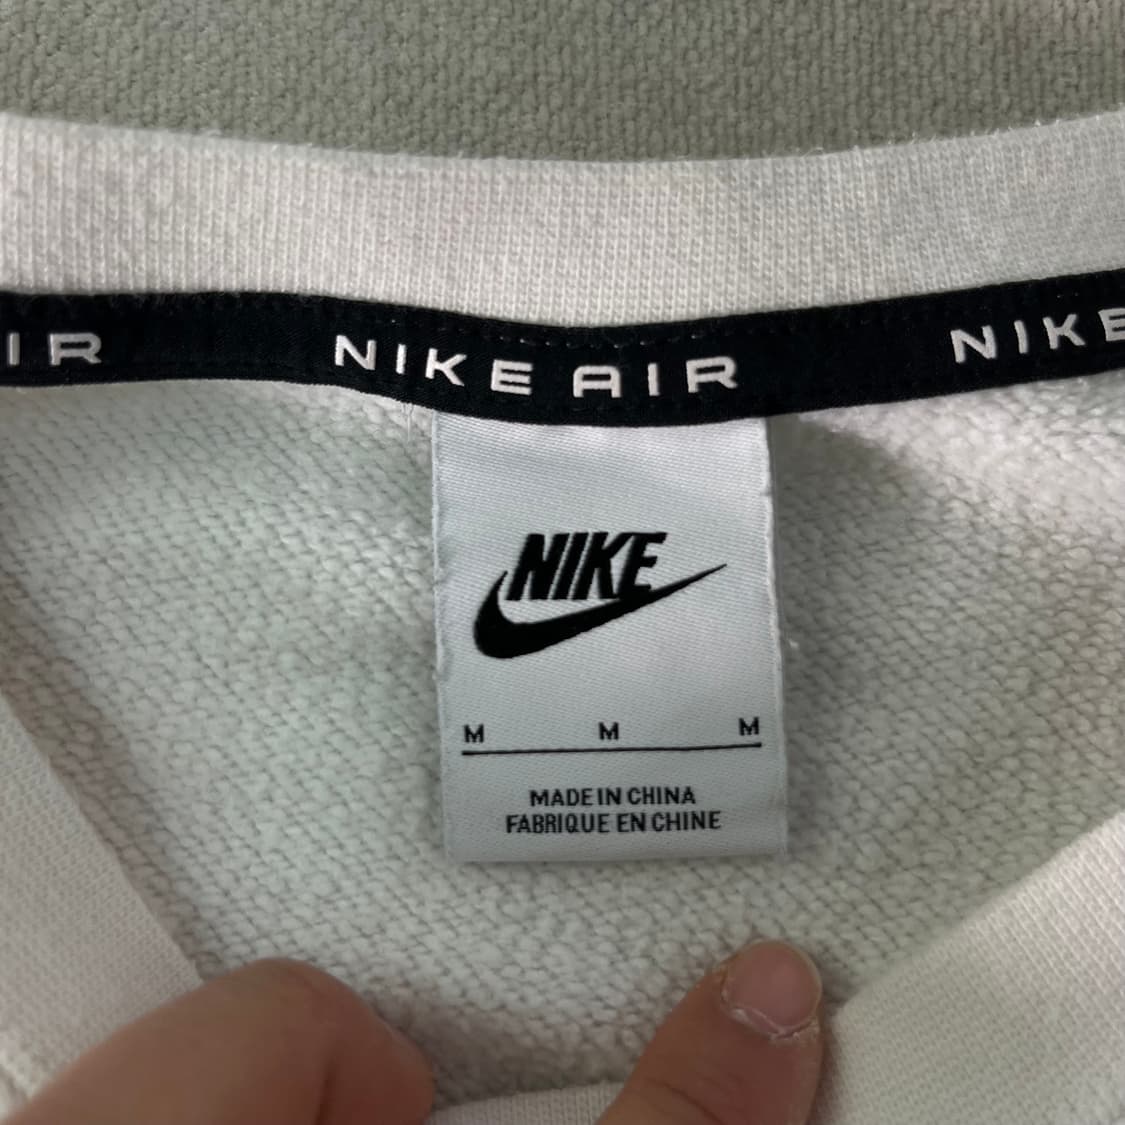 IR NIKE AIR NIKE
NIKE
M M M
MADE IN CHINA
FABRIQUE EN CHINE